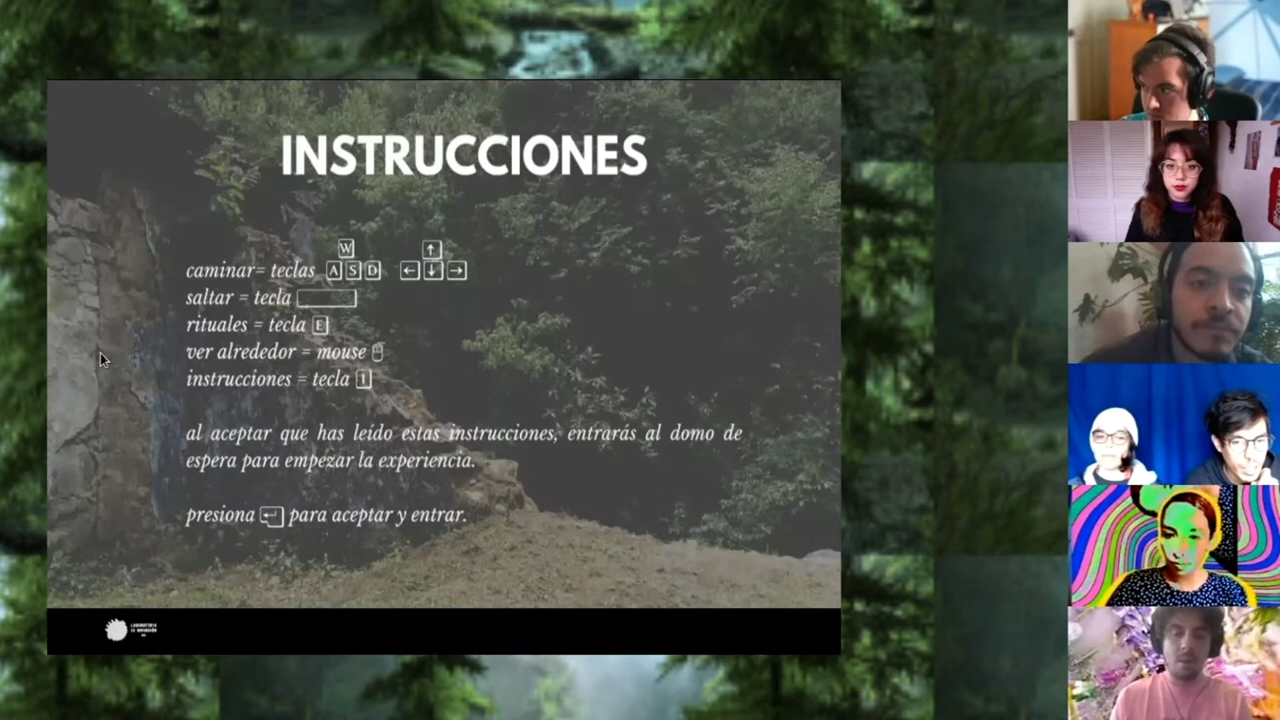 INSTRUCCIONES
W ↑
caminar= teclas A S D ← ↓ →
saltar = tecla
rituales = tecla E
ver alrededor = mouse
instrucciones = tecla 1
al aceptar que has leído estas instrucciones, entrarás al domo de
espera para empezar la experiencia.
presiona ↵ para aceptar y entrar.